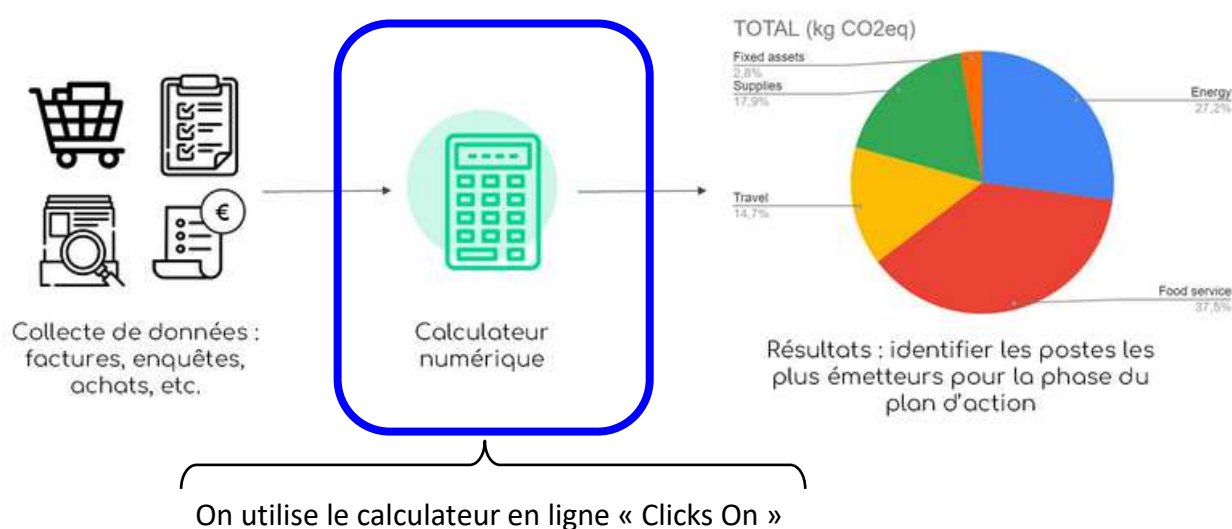 TOTAL (kg CO2eq)
Fixed assets
2,8%
Supplies
17,9%
Energy
27,2%
Travel
14,7%
Food service
37,5%
€
Collecte de données :
factures, enquêtes,
achats, etc.
Calculateur
numérique
Résultats : identifier les postes les
plus émetteurs pour la phase du
plan d'action
On utilise le calculateur en ligne « Clicks On »